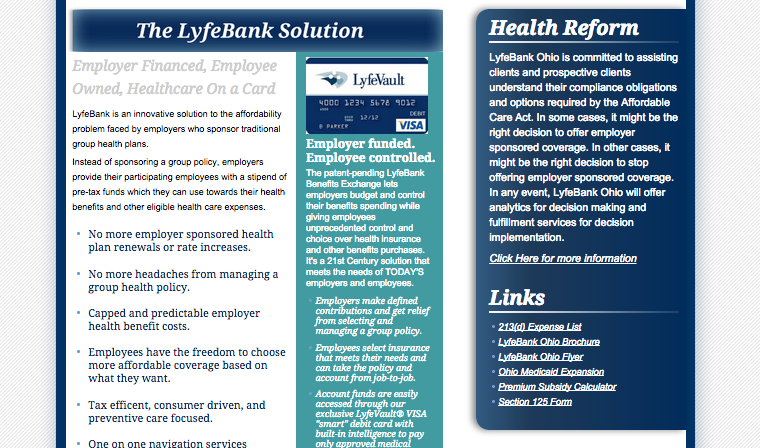 The LyfeBank Solution
Employer Financed, Employee
Owned, Healthcare On a Card
LyfeBank is an innovative solution to the affordability
problem faced by employers who sponsor traditional
group health plans.
Instead of sponsoring a group policy, employers
provide their participating employees with a stipend of
pre-tax funds which they can use towards their health
benefits and other eligible health care expenses.
No more employer sponsored health
plan renewals or rate increases.
No more headaches from managing a
group health policy.
Capped and predictable employer
health benefit costs.
Employees have the freedom to choose
more affordable coverage based on
what they want.
Tax efficent, consumer driven, and
preventive care focused.
One on one navigation services
LyfeVault
4000 1234 5678 9012
12/12
B PARKER
DEBIT
VISA
Employer funded.
Employee controlled.
The patent-pending LyfeBank
Benefits Exchange lets
employers budget and control
their benefits spending while
giving employees
unprecedented control and
choice over health insurance
and other benefits purchases.
It's a 21st Century solution that
meets the needs of TODAY'S
employers and employees.
Employers make defined
contributions and get relief
from selecting and
managing a group policy.
Employees select insurance
that meets their needs and
can take the policy and
account from job-to-job.
Account funds are easily
accessed through our
exclusive LyfeVault® VISA
"smart" debit card with
built-in intelligence to pay
only approved medical
Health Reform
LyfeBank Ohio is committed to assisting
clients and prospective clients
understand their compliance obligations
and options required by the Affordable
Care Act. In some cases, it might be the
right decision to offer employer
sponsored coverage. In other cases, it
might be the right decision to stop
offering employer sponsored coverage.
In any event, LyfeBank Ohio will offer
analytics for decision making and
fulfillment services for decision
implementation.
Click Here for more information
Links
213(d) Expense List
LyfeBank Ohio Brochure
LyfeBank Ohio Flyer
Ohio Medicaid Expansion
Premium Subsidy Calculator
Section 125 Form